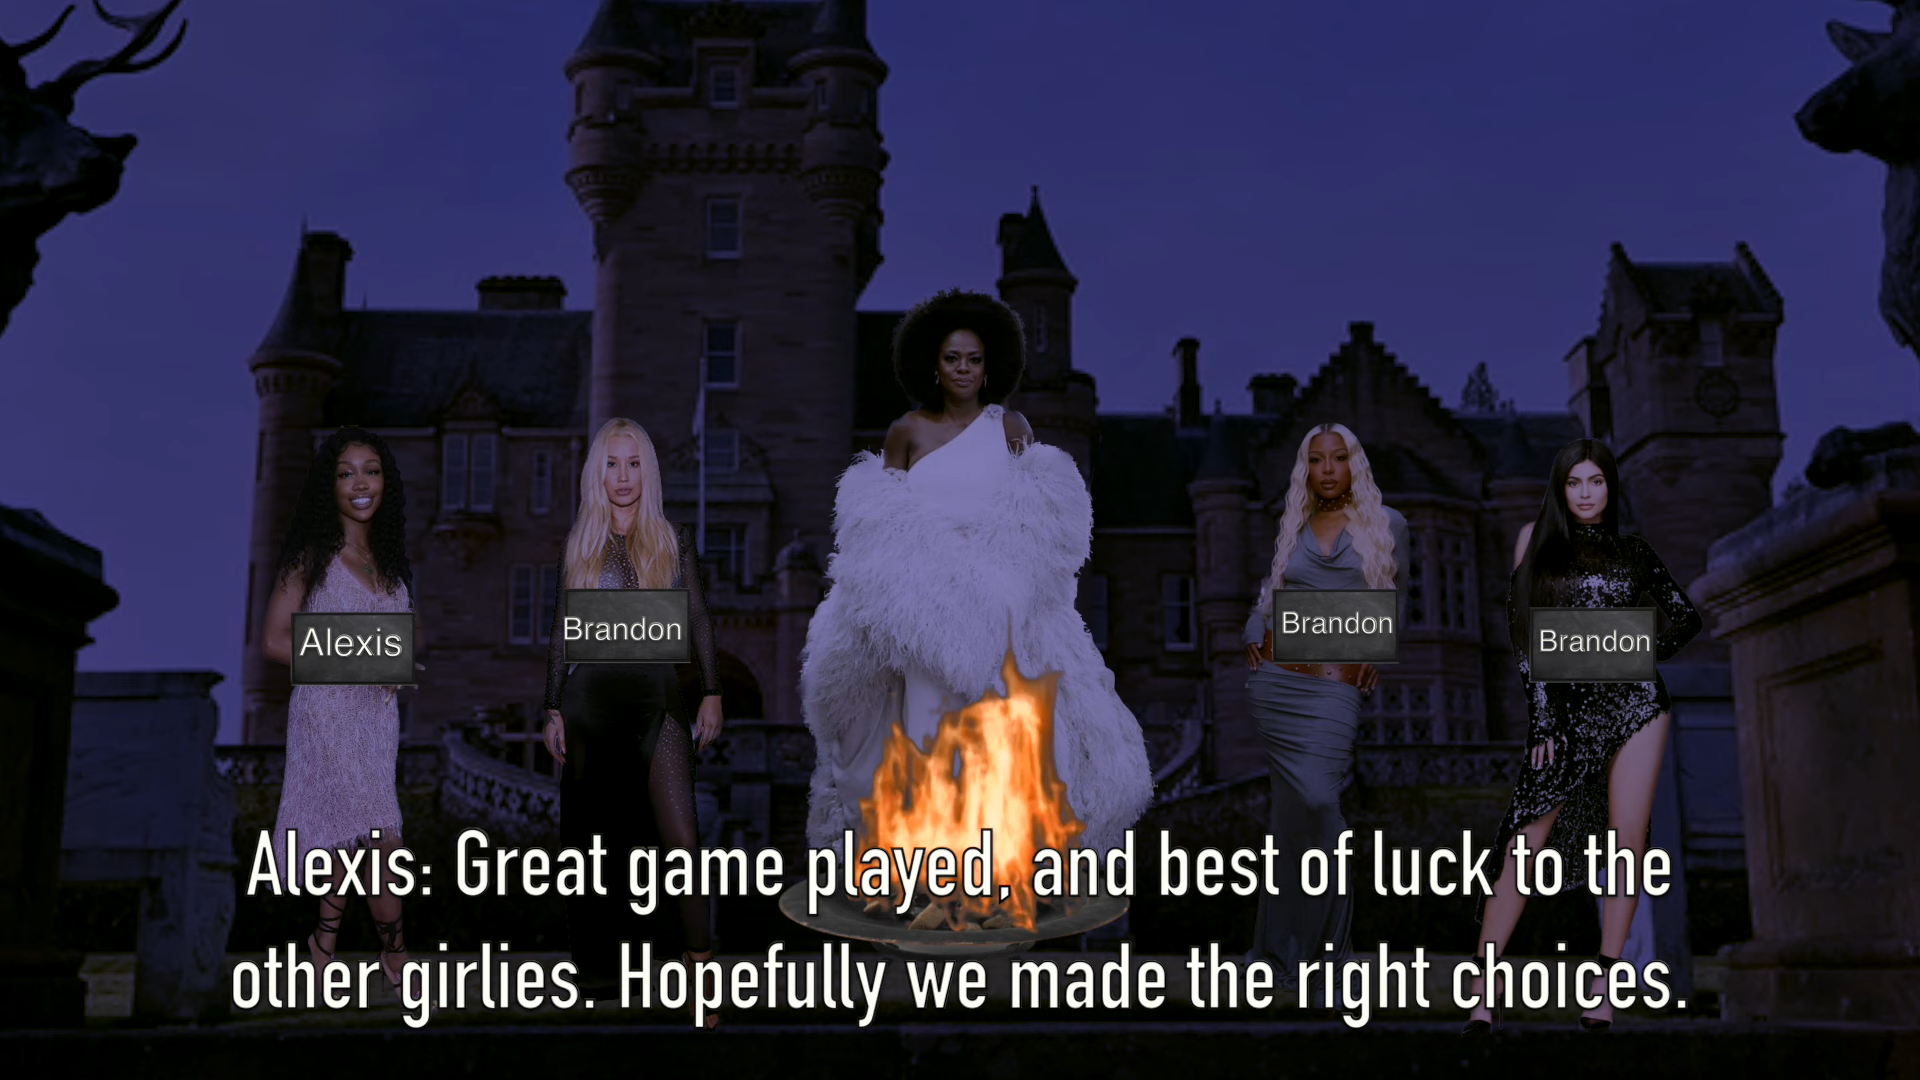 Alexis
Brandon
Brandon
Brandon
Alexis: Great game played, and best of luck to the
other girlies. Hopefully we made the right choices.